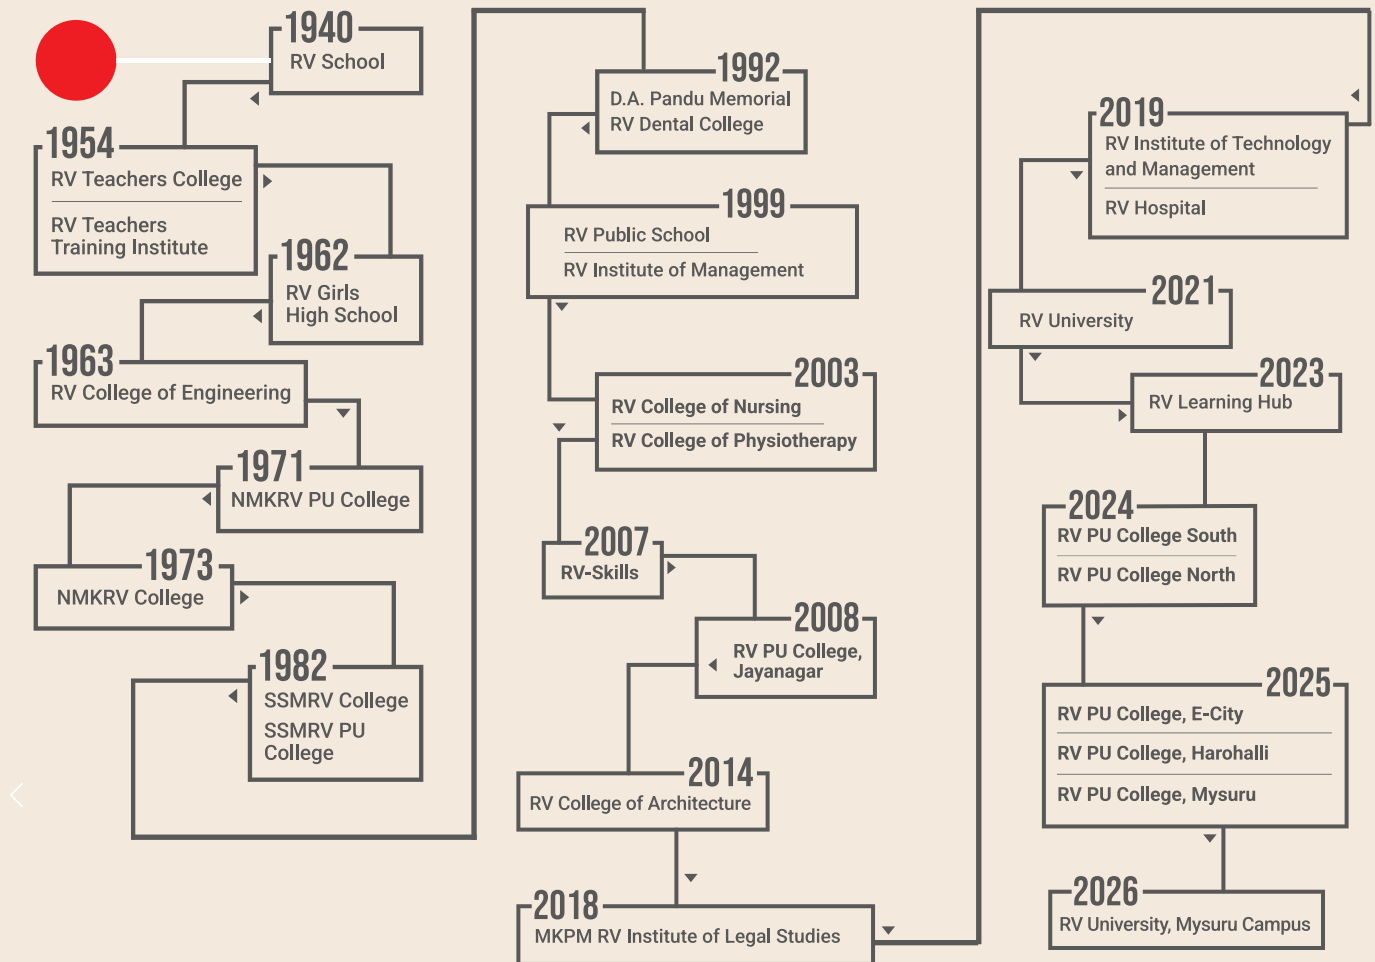 1940
RV School
1954
RV Teachers College
RV Teachers
Training Institute
1962
RV Girls
High School
1963
RV College of Engineering
1971
NMKRV PU College
1973
NMKRV College
1982
SSMRV College
SSMRV PU
College
1992
D.A. Pandu Memorial
RV Dental College
1999
RV Public School
RV Institute of Management
2003
RV College of Nursing
RV College of Physiotherapy
2007
RV-Skills
2008
RV PU College,
Jayanagar
2014
RV College of Architecture
2018
MKPM RV Institute of Legal Studies
2019
RV Institute of Technology
and Management
RV Hospital
2021
RV University
2023
RV Learning Hub
2024
RV PU College South
RV PU College North
2025
RV PU College, E-City
RV PU College, Harohalli
RV PU College, Mysuru
2026
RV University, Mysuru Campus